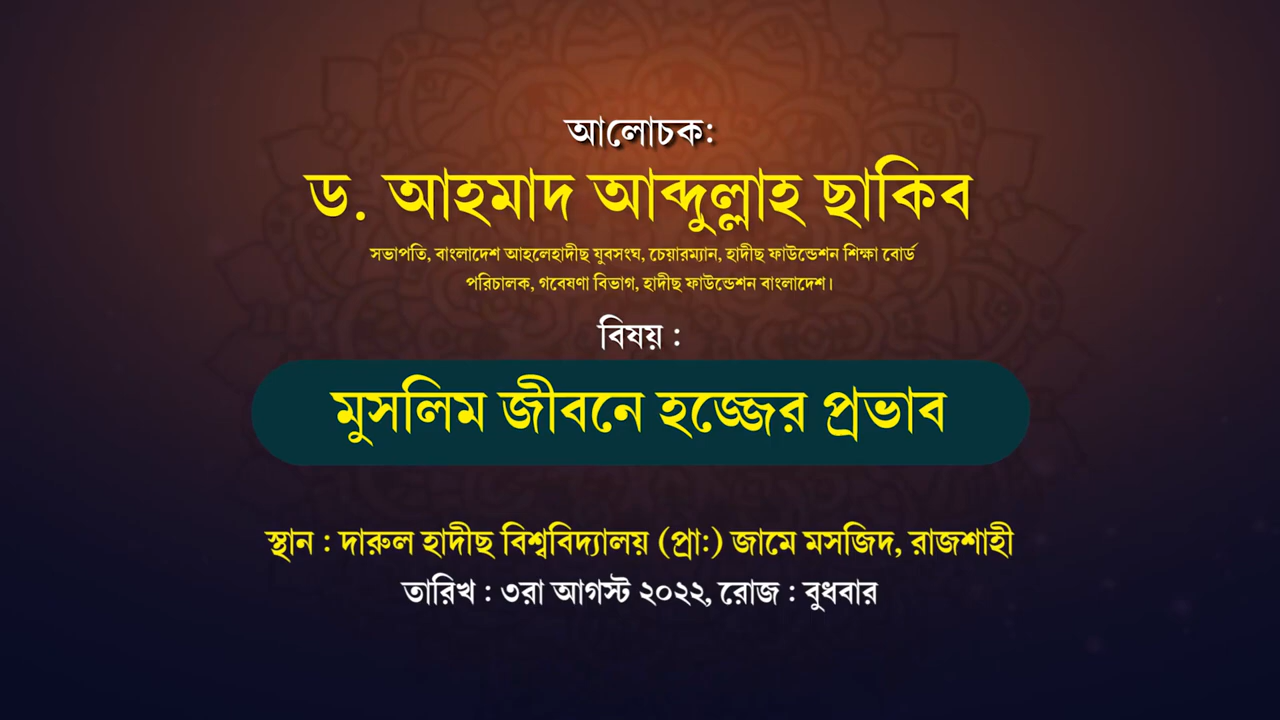 আলোচক:
ড. আহমাদ আব্দুল্লাহ ছাকিব
সভাপতি, বাংলাদেশ আহলেহাদীছ যুবসংঘ, চেয়ারম্যান, হাদীছ ফাউন্ডেশন শিক্ষা বোর্ড
পরিচালক, গবেষণা বিভাগ, হাদীছ ফাউন্ডেশন বাংলাদেশ।
বিষয় :
মুসলিম জীবনে হজ্জের প্রভাব
স্থান : দারুল হাদীছ বিশ্ববিদ্যালয় (প্রা:) জামে মসজিদ, রাজশাহী
তারিখ : ৩রা আগস্ট ২০২২, রোজ : বুধবার